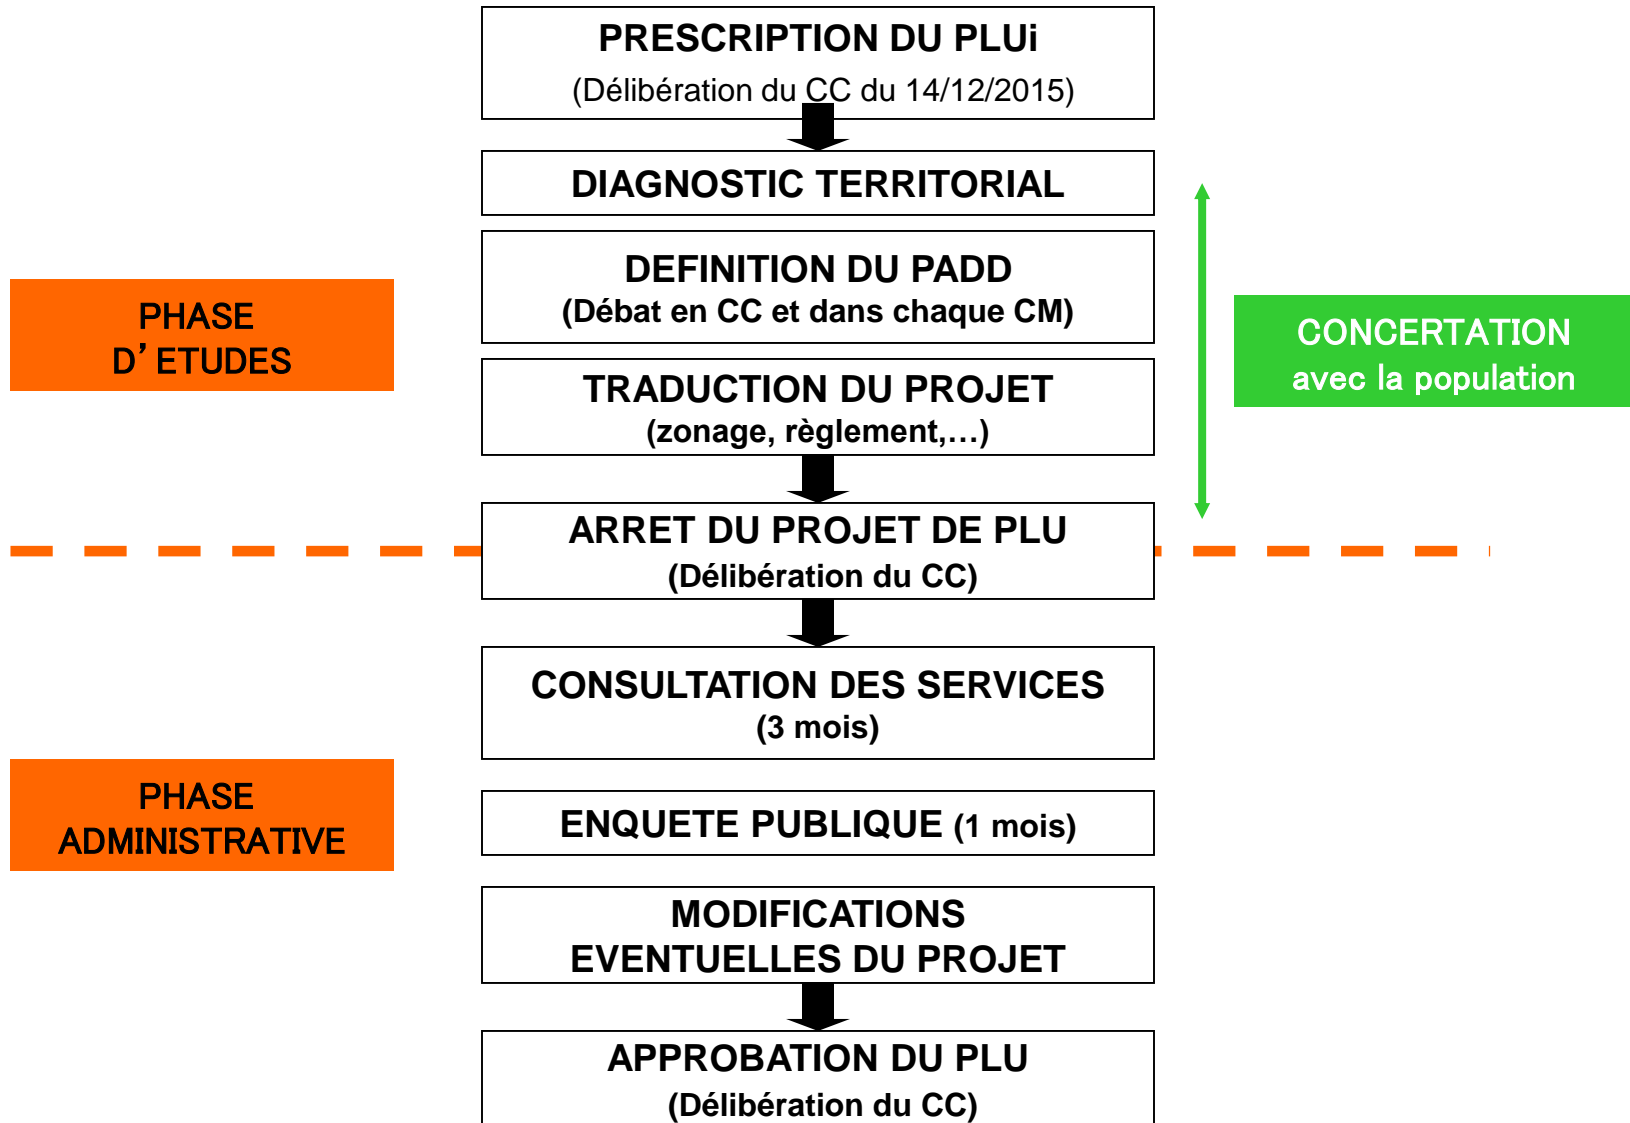 PRESCRIPTION DU PLUi
(Délibération du CC du 14/12/2015)
DIAGNOSTIC TERRITORIAL
DEFINITION DU PADD
(Débat en CC et dans chaque CM)
PHASE
D’ETUDES
CONCERTATION
avec la population
TRADUCTION DU PROJET
(zonage, règlement,…)
ARRET DU PROJET DE PLU
(Délibération du CC)
CONSULTATION DES SERVICES
(3 mois)
PHASE
ADMINISTRATIVE
ENQUETE PUBLIQUE (1 mois)
MODIFICATIONS
EVENTUELLES DU PROJET
APPROBATION DU PLU
(Délibération du CC)